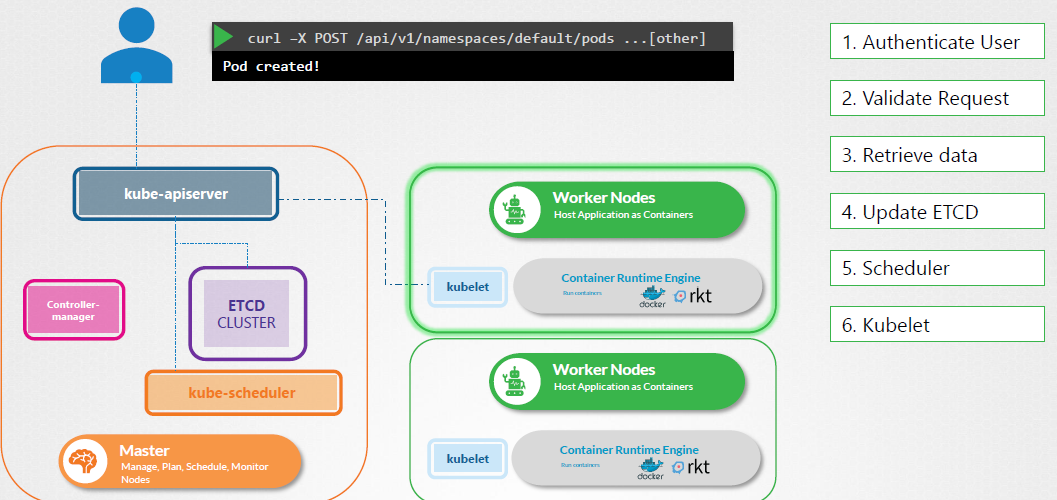 curl –X POST /api/v1/namespaces/default/pods ...[other]
Pod created!
1. Authenticate User
2. Validate Request
3. Retrieve data
4. Update ETCD
5. Scheduler
6. Kubelet
kube-apiserver
Controller-
manager
ETCD
CLUSTER
kube-scheduler
Master
Manage, Plan, Schedule, Monitor
Nodes
Worker Nodes
Host Application as Containers
kubelet
Container Runtime Engine
Run containers
docker
rkt
Worker Nodes
Host Application as Containers
kubelet
Container Runtime Engine
Run containers
docker
rkt